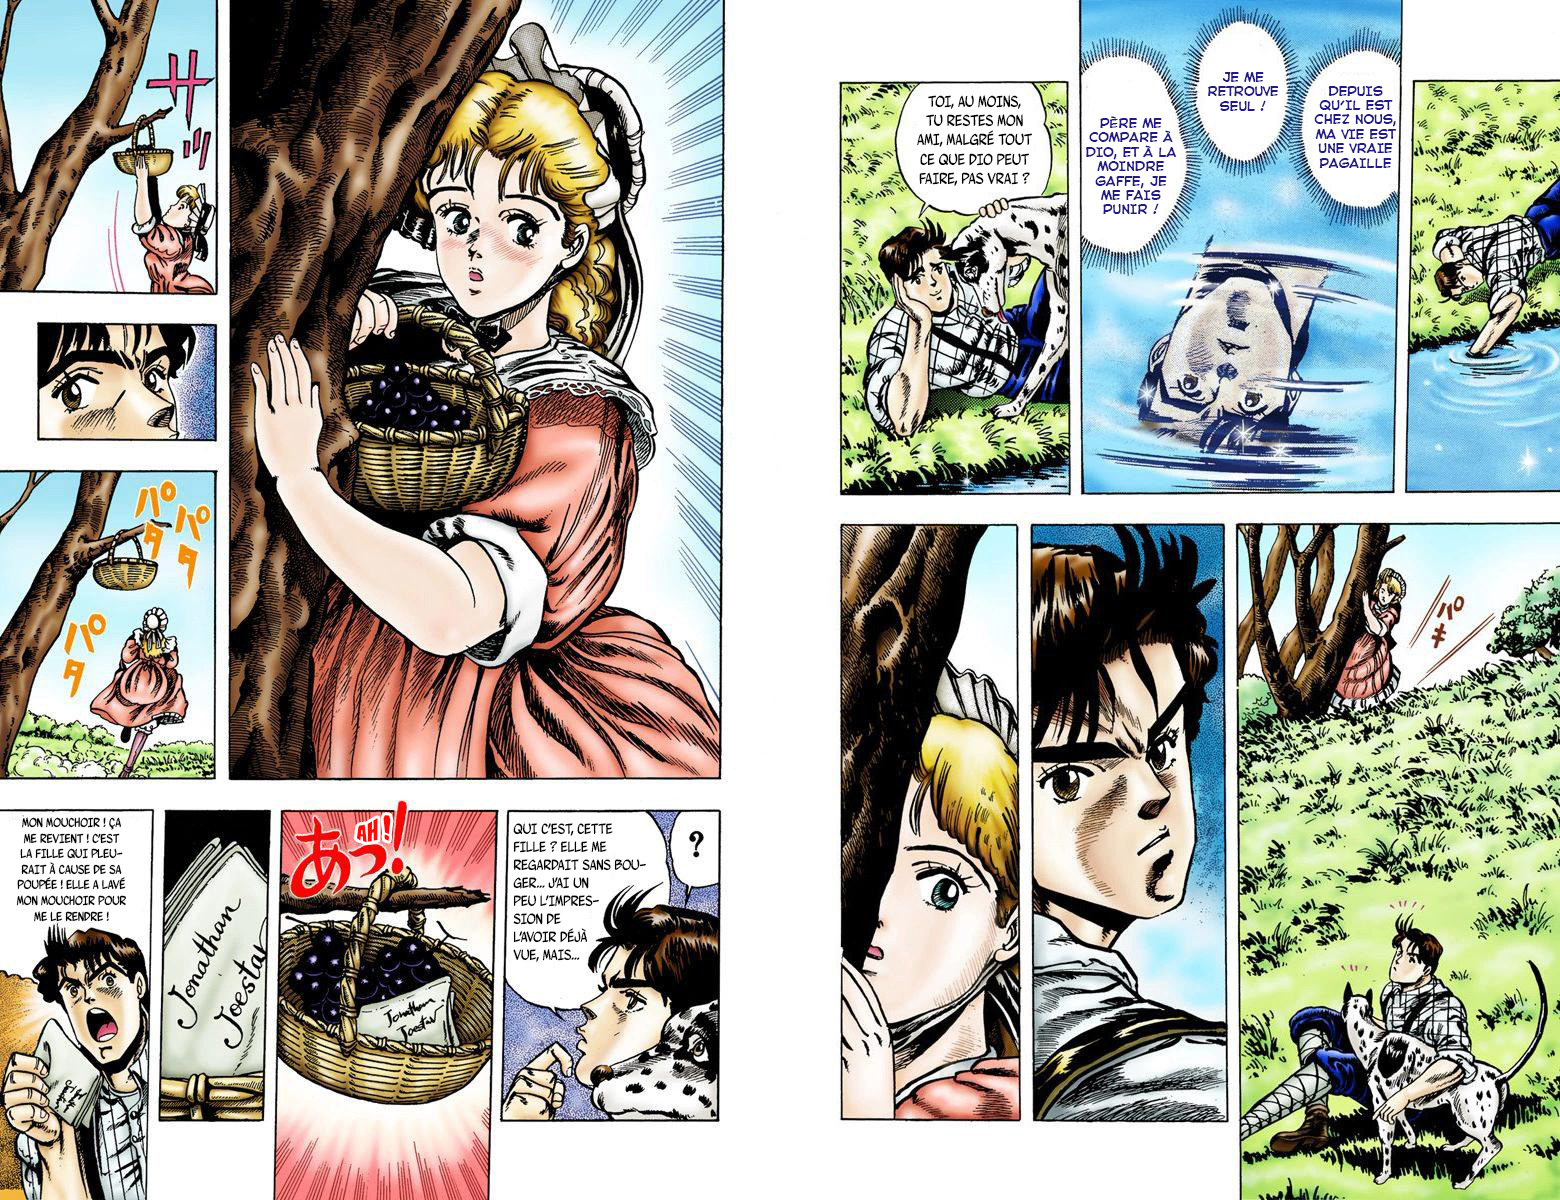 DEPUIS
QU'IL EST
CHEZ NOUS,
MA VIE EST
UNE VRAIE
PAGAILLE
JE ME
RETROUVE
SEUL !
PÈRE ME
COMPARE À
DIO, ET À LA
MOINDRE
GAFFE, JE
ME FAIS
PUNIR !
TOI, AU MOINS,
TU RESTES MON
AMI, MALGRÉ TOUT
CE QUE DIO PEUT
FAIRE, PAS VRAI ?
パキ
ササッ
パタ
パタ
パタ
?
QUI C'EST, CETTE
FILLE ? ELLE ME
REGARDAIT SANS BOU-
GER... J'AI UN
PEU L'IMPRES-
SION DE
L'AVOIR DÉJÀ
VUE, MAIS...
あっ!
AH !
Jonathan
Joestar
Jonathan
Joestar
MON MOUCHOIR ! ÇA
ME REVIENT ! C'EST
LA FILLE QUI PLEU-
RAIT À CAUSE DE SA
POUPÉE ! ELLE A LAVÉ
MON MOUCHOIR POUR
ME LE RENDRE !